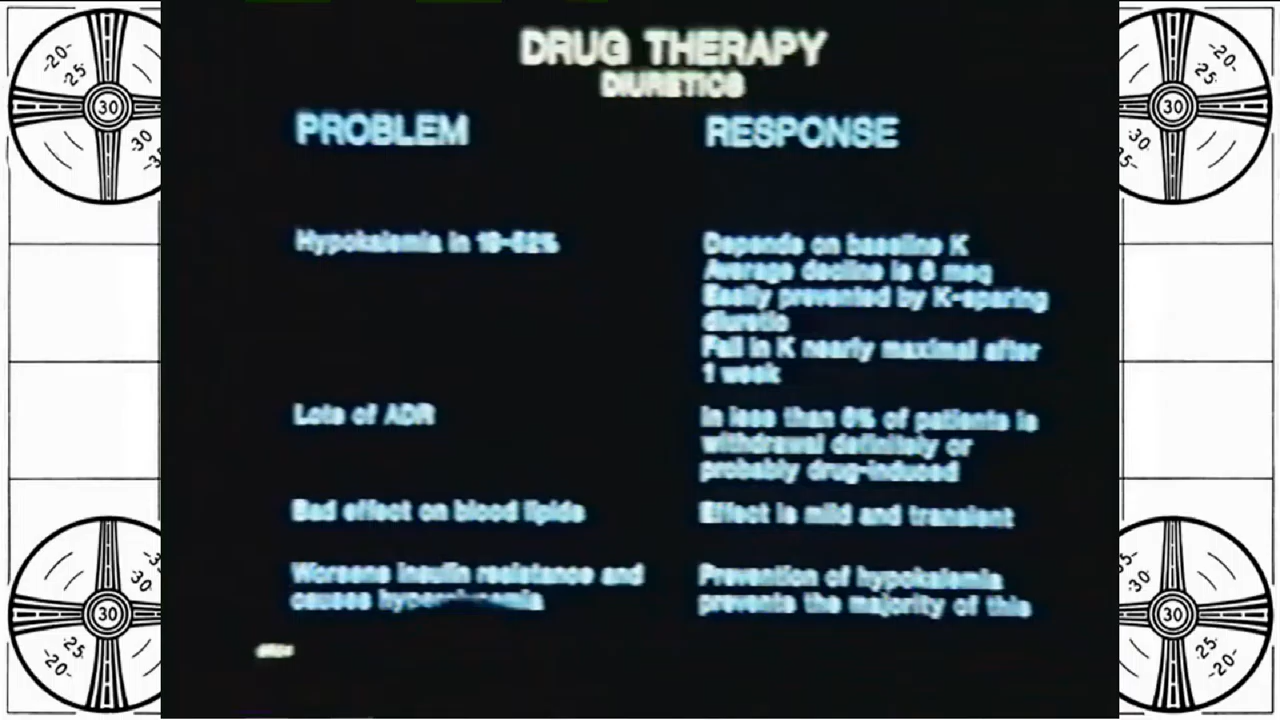 DRUG THERAPY
DIURETICS
PROBLEM
RESPONSE
Hypokalemia in
Depends on baseline K
Average decline is meq
Easily prevented by K-sparing
diuretic
Fall in K nearly maximal after
1 week
Lots of ADR
In less than of patients is
withdrawal definitely or
probably drug-induced
Bad effect on blood lipids
Effect is mild and transient
Worsens insulin resistance and
causes
Prevention of hypokalemia
prevents the majority of this
-20-
-25-
30
-30
-20-
-25-
30
-30
-30-
30
-25-
-20-
-30-
30
-25-
-20-